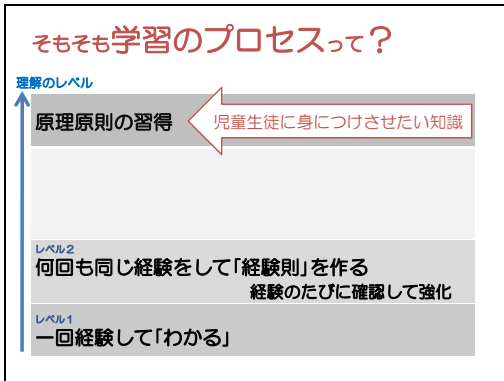 そもそも学習のプロセスって？
理解のレベル
原理原則の習得
児童生徒に身につけさせたい知識
レベル２
何回も同じ経験をして｢経験則｣を作る
経験のたびに確認して強化
レベル１
一回経験して｢わかる｣